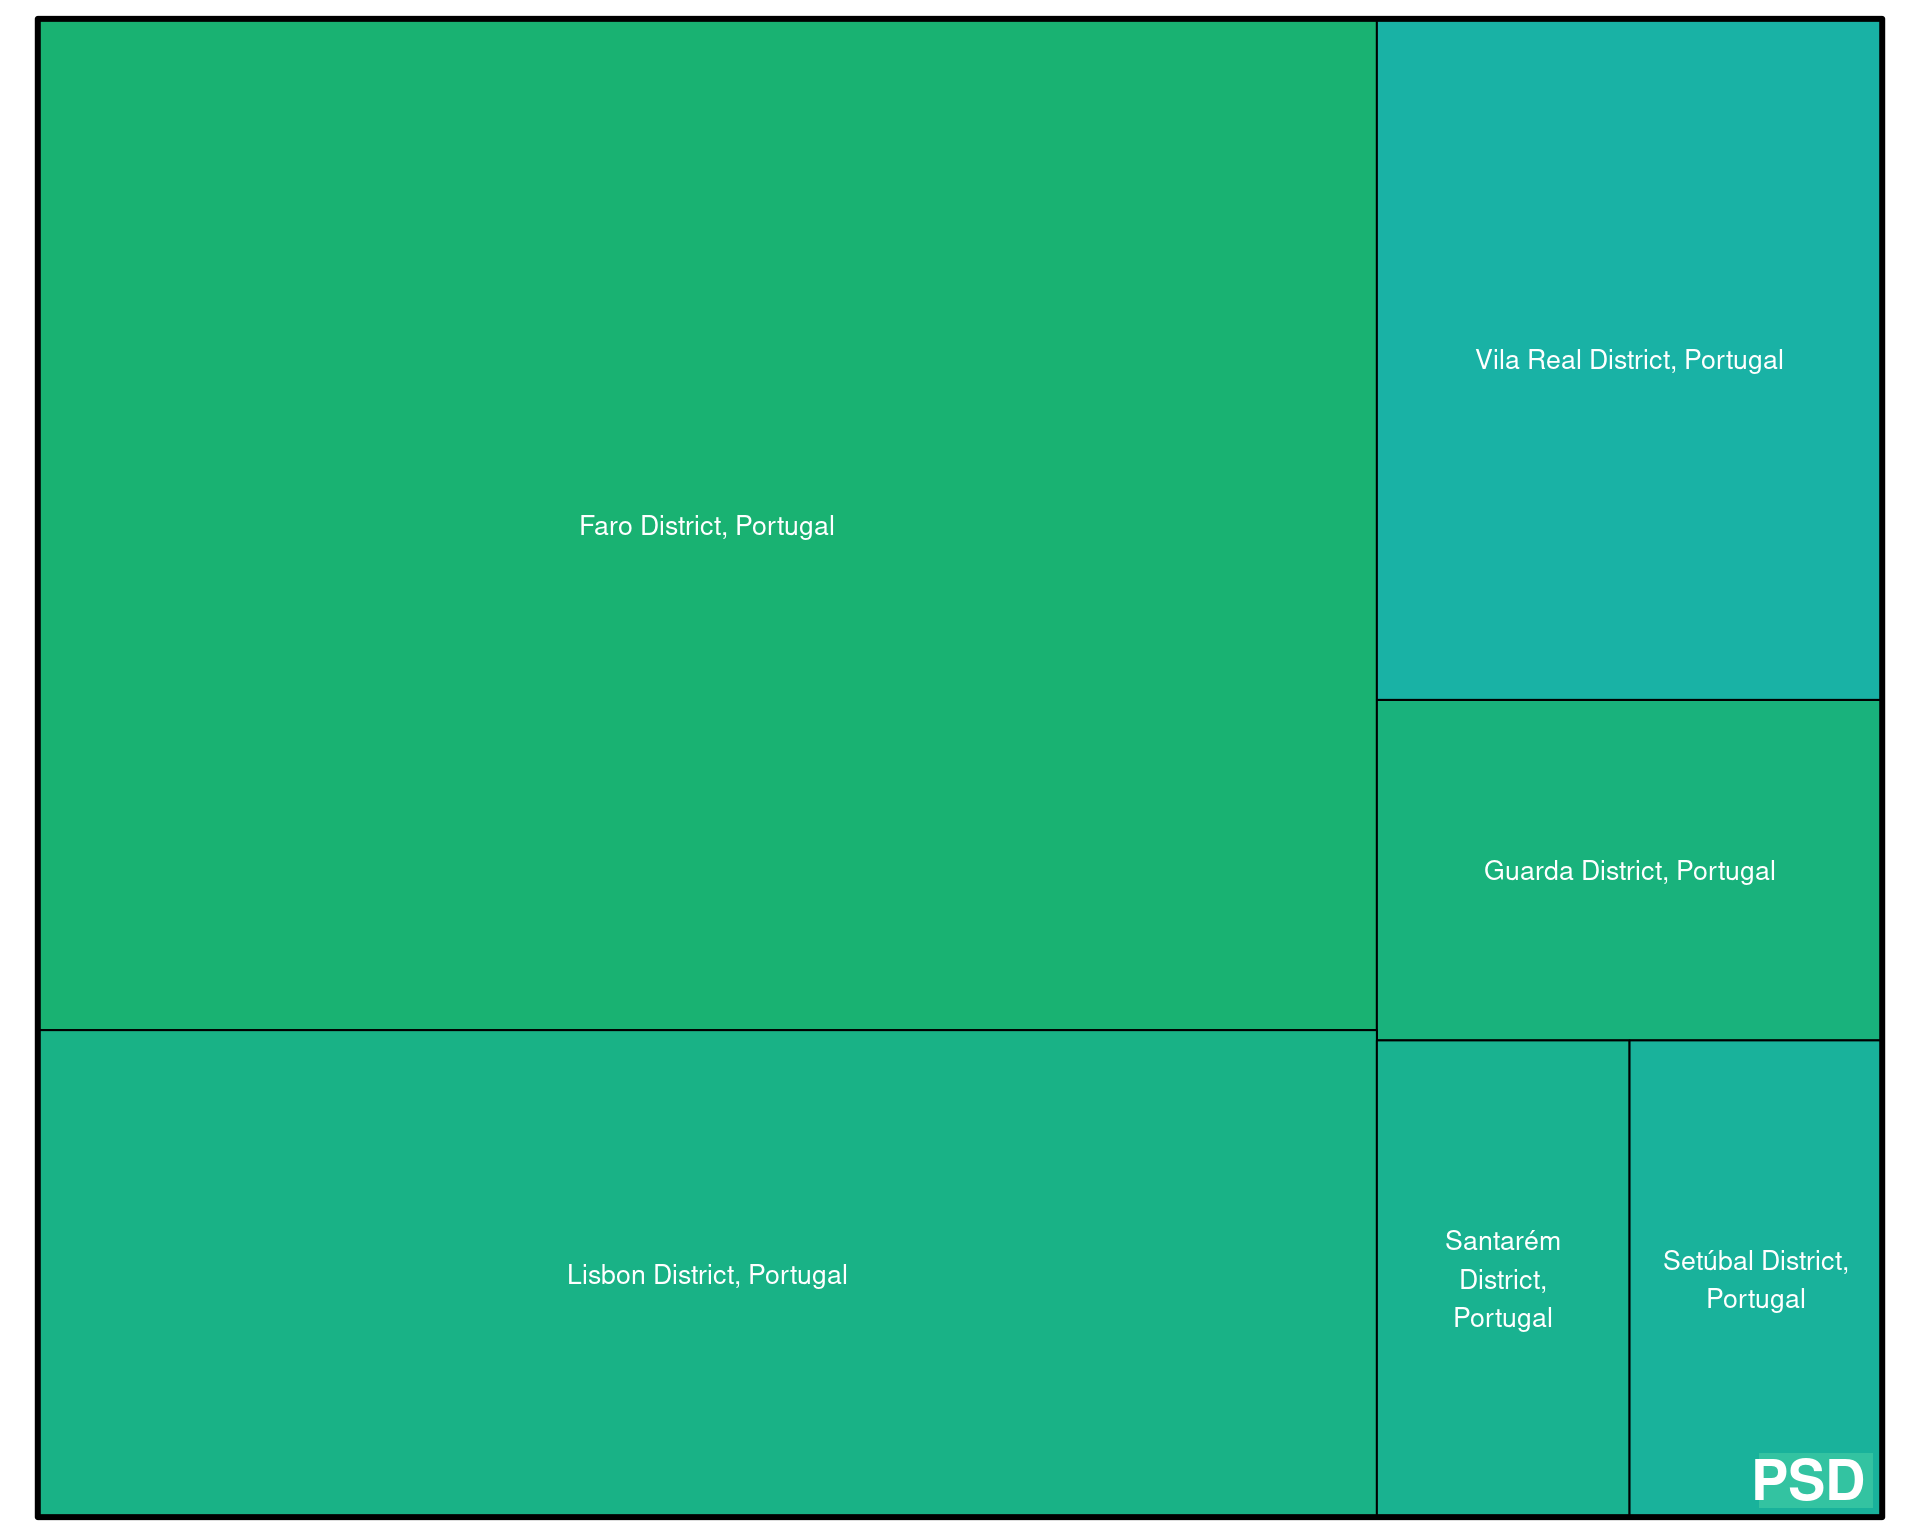 Faro District, Portugal
Lisbon District, Portugal
Vila Real District, Portugal
Guarda District, Portugal
Santarém
District,
Portugal
Setúbal District,
Portugal
PSD